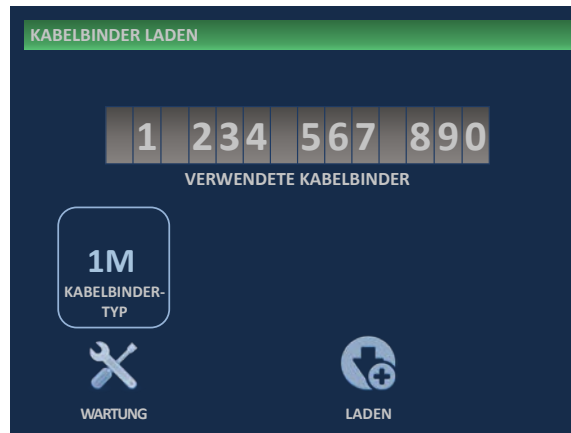 KABELBINDER LADEN
1 234 567 890
VERWENDETE KABELBINDER
1M
KABELBINDER-
TYP
WARTUNG
LADEN